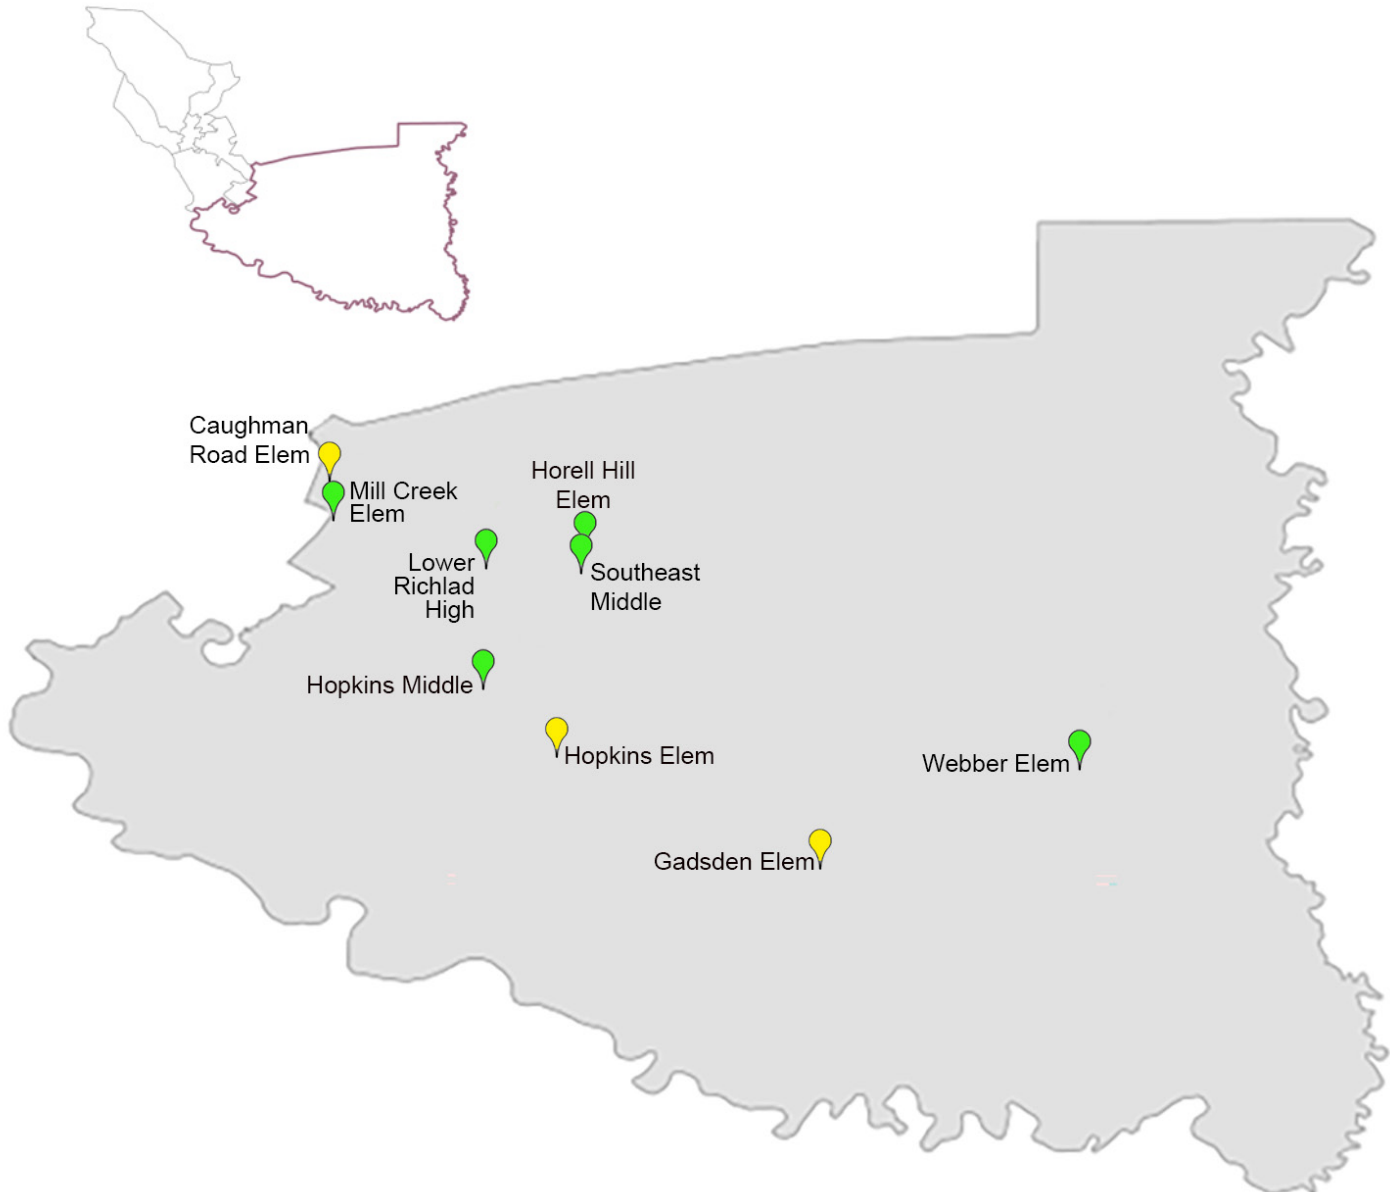 Caughman
Road Elem
Mill Creek
Elem
Horell Hill
Elem
Lower
Richlad
High
Southeast
Middle
Hopkins Middle
Hopkins Elem
Webber Elem
Gadsden Elem